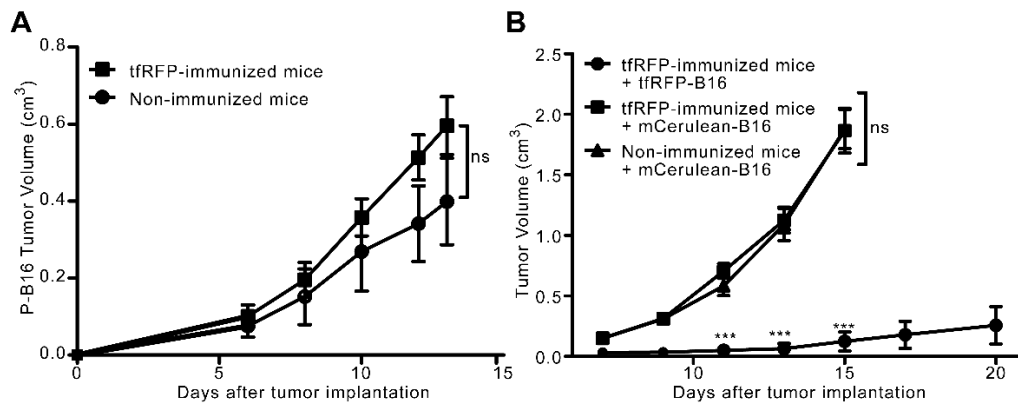 A
P-B16 Tumor Volume (cm³)
0.8
0.6
0.4
0.2
0.0
tfRFP-immunized mice
Non-immunized mice
ns
0
5
10
15
Days after tumor implantation
B
Tumor Volume (cm³)
2.5
2.0
1.5
1.0
0.5
0.0
tfRFP-immunized mice
+ tfRFP-B16
tfRFP-immunized mice
+ mCerulean-B16
Non-immunized mice
+ mCerulean-B16
ns
***
***
***
10
15
20
Days after tumor implantation